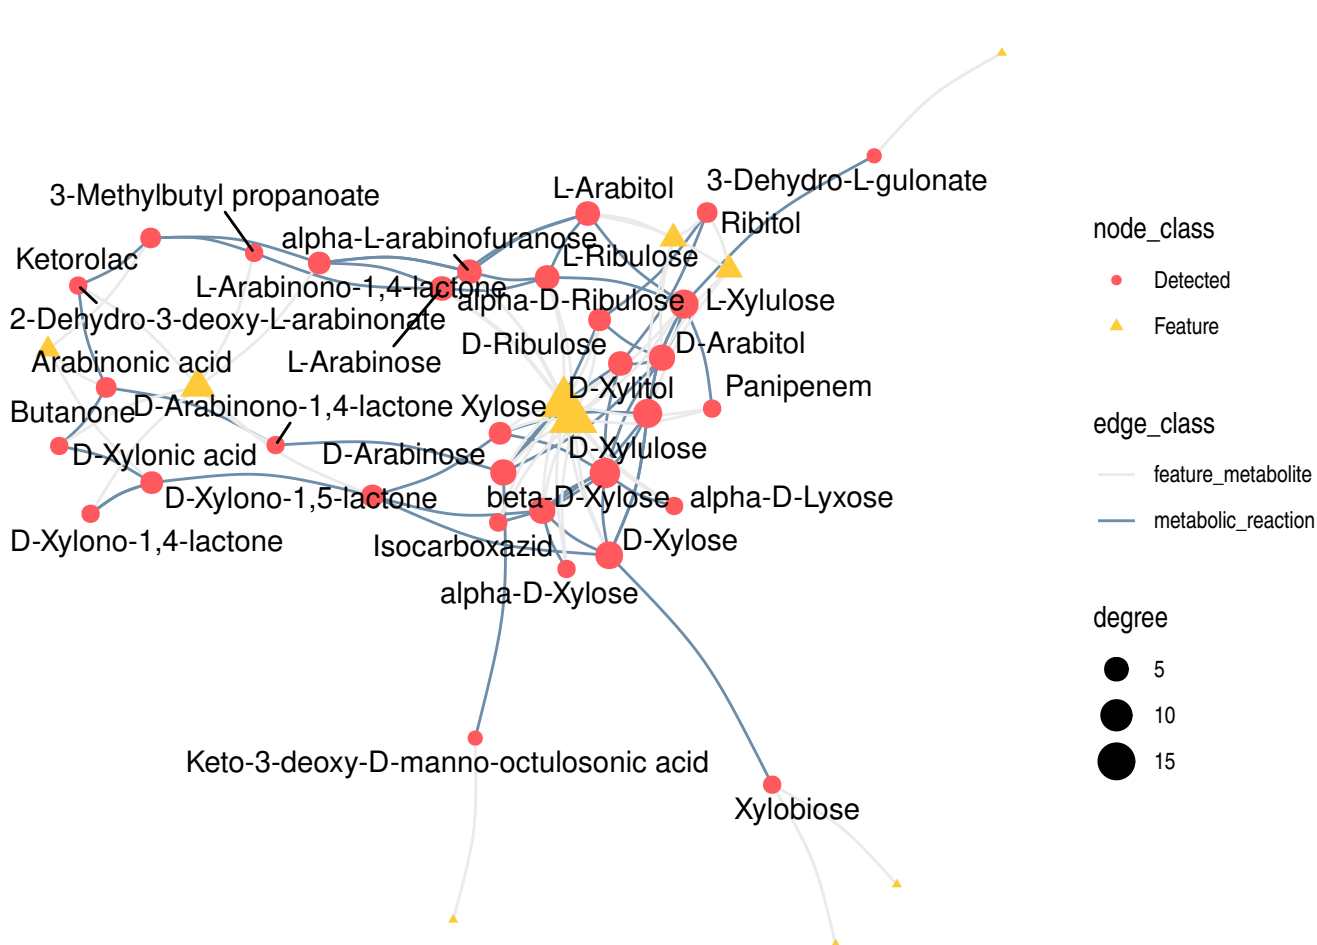 3-Dehydro-L-gulonate
L-Arabitol
3-Methylbutyl propanoate
Ribitol
alpha-L-arabinofuranose
L-Ribulose
Ketorolac
L-Arabinono-1,4-lactone
alpha-D-Ribulose
L-Xylulose
2-Dehydro-3-deoxy-L-arabinonate
D-Ribulose
D-Arabitol
Arabinonic acid
L-Arabinose
D-Xylitol
Panipenem
Butanone
D-Arabinono-1,4-lactone
Xylose
D-Xylonic acid
D-Arabinose
D-Xylulose
D-Xylono-1,5-lactone
beta-D-Xylose
alpha-D-Lyxose
D-Xylono-1,4-lactone
Isocarboxazid
D-Xylose
alpha-D-Xylose
Keto-3-deoxy-D-manno-octulosonic acid
Xylobiose
node_class
Detected
Feature
edge_class
feature_metabolite
metabolic_reaction
degree
5
10
15